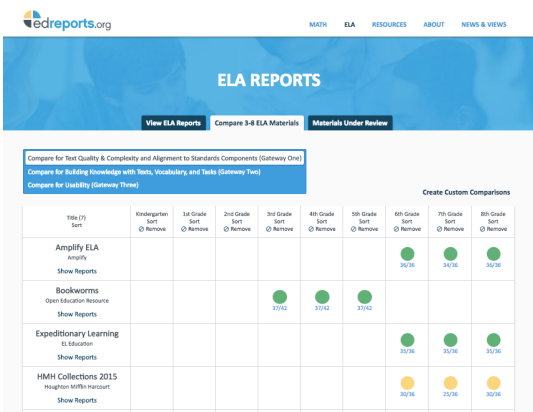 edreports.org
MATH ELA RESOURCES ABOUT NEWS & VIEWS
ELA REPORTS
View ELA Reports Compare 3-8 ELA Materials Materials Under Review
Compare for Text Quality & Complexity and Alignment to Standards Components (Gateway One)
Compare for Building Knowledge with Texts, Vocabulary, and Tasks (Gateway Two)
Compare for Usability (Gateway Three)
Create Custom Comparisons
Title (7) Kindergarten 1st Grade 2nd Grade 3rd Grade 4th Grade 5th Grade 6th Grade 7th Grade 8th Grade
Sort Sort Sort Sort Sort Sort Sort Sort Sort Sort
Remove Remove Remove Remove Remove Remove Remove Remove Remove
Amplify ELA
Amplify
Show Reports
36/36 34/36 36/36
Bookworms
Open Education Resource
Show Reports
37/42 37/42 37/42
Expeditionary Learning
EL Education
Show Reports
35/36 35/36 35/36
HMH Collections 2015
Houghton Mifflin Harcourt
Show Reports
30/36 25/36 30/36